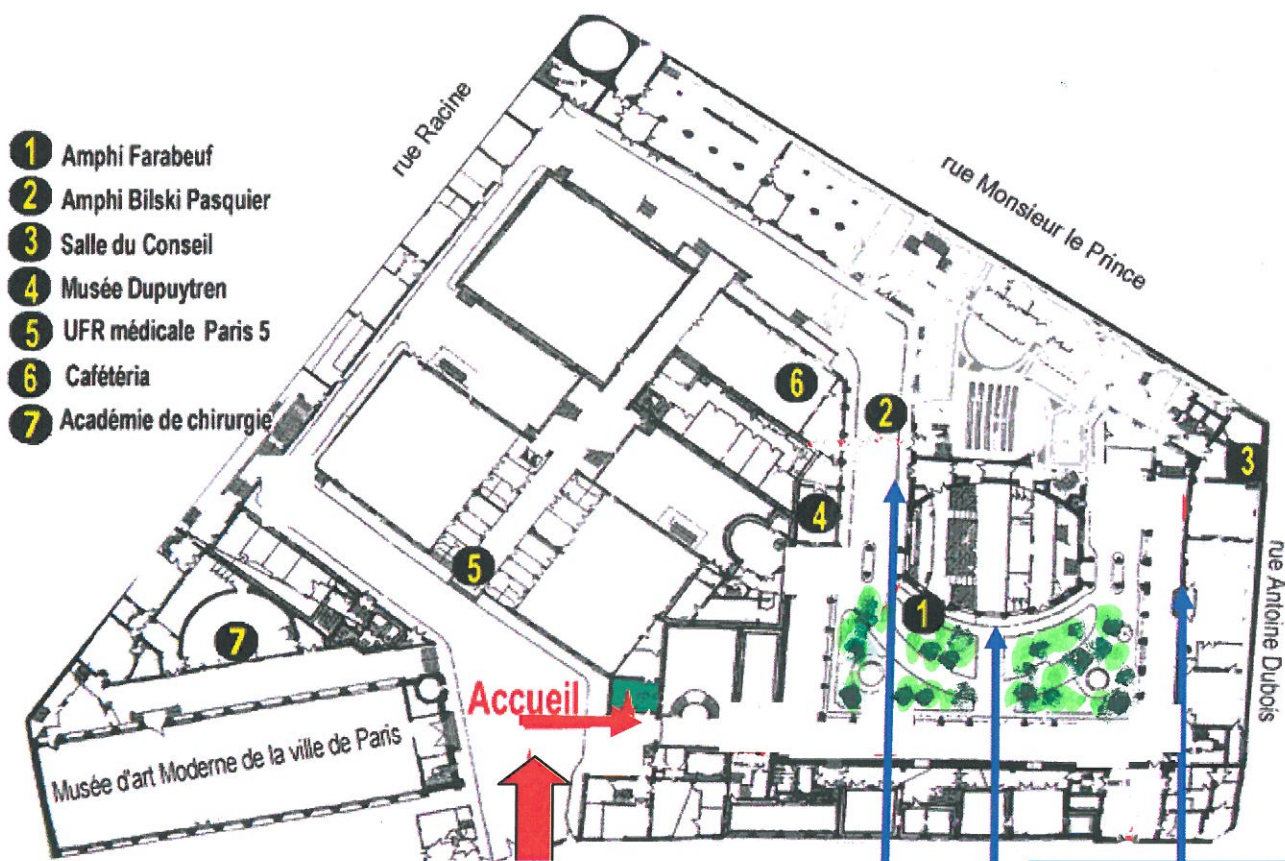 1 Amphi Farabeuf
2 Amphi Bilski Pasquier
3 Salle du Conseil
4 Musée Dupuytren
5 UFR médicale Paris 5
6 Cafétéria
7 Académie de chirurgie
rue Racine
rue Monsieur le Prince
6
2
3
4
5
1
7
rue Antoine Dubois
Accueil
Musée d'art Moderne de la ville de Paris